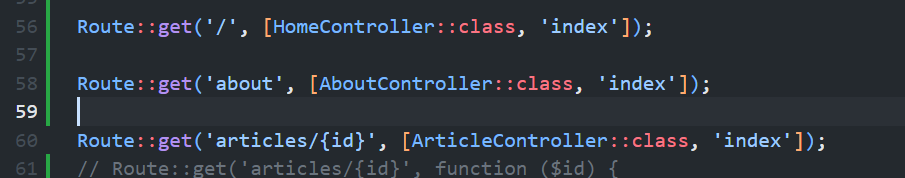 56 Route::get('/', [HomeController::class, 'index']);
57
58 Route::get('about', [AboutController::class, 'index']);
59
60 Route::get('articles/{id}', [ArticleController::class, 'index']);
61 // Route::get('articles/{id}', function ($id) {